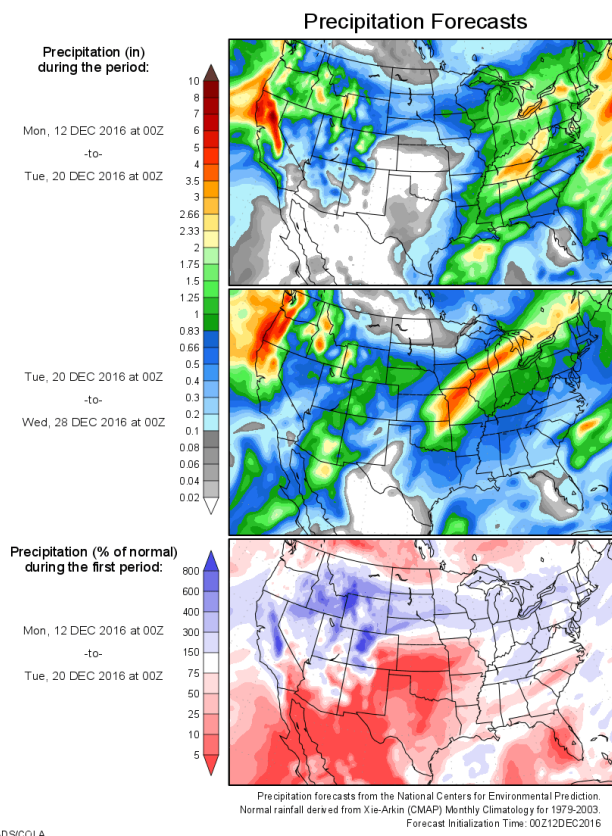 Precipitation Forecasts
Precipitation (in)
during the period:
Mon, 12 DEC 2016 at 00Z
-to-
Tue, 20 DEC 2016 at 00Z
10
8
7
6
5
4
3.5
3
2.66
2.33
2
1.75
1.5
1.25
1
0.83
0.66
0.5
0.4
0.3
0.2
0.1
0.08
0.06
0.04
0.02
Tue, 20 DEC 2016 at 00Z
-to-
Wed, 28 DEC 2016 at 00Z
Precipitation (% of normal)
during the first period:
Mon, 12 DEC 2016 at 00Z
-to-
Tue, 20 DEC 2016 at 00Z
800
600
400
300
150
75
50
25
10
5
Precipitation forecasts from the National Centers for Environmental Prediction.
Normal rainfall derived from Xie-Arkin (CMAP) Monthly Climatology for 1979-2003.
Forecast Initialization Time: 00Z12DEC2016